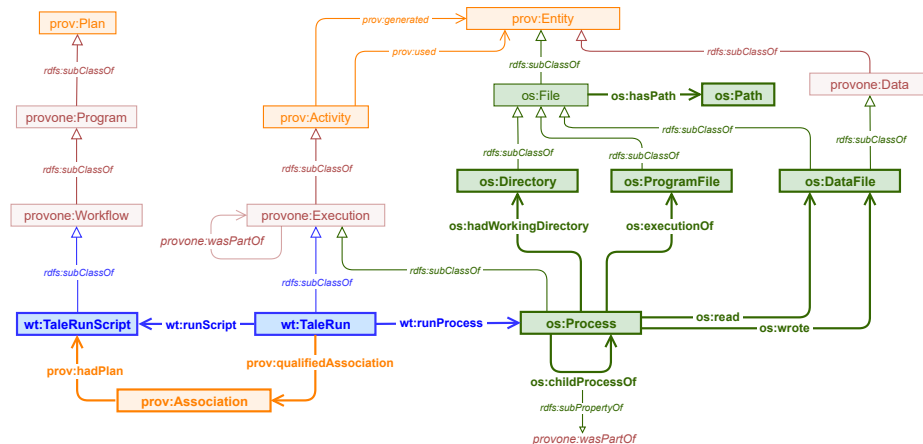 prov:Plan
prov:generated
prov:Entity
prov:used
rdfs:subClassOf
rdfs:subClassOf
rdfs:subClassOf
os:hasPath
provone:Data
os:File
os:Path
provone:Program
prov:Activity
rdfs:subClassOf
rdfs:subClassOf
rdfs:subClassOf
rdfs:subClassOf
rdfs:subClassOf
rdfs:subClassOf
rdfs:subClassOf
os:Directory
os:ProgramFile
os:DataFile
provone:Workflow
provone:Execution
os:hadWorkingDirectory
os:executionOf
provone:wasPartOf
rdfs:subClassOf
rdfs:subClassOf
rdfs:subClassOf
wt:TaleRunScript
wt:runScript
wt:TaleRun
wt:runProcess
os:Process
os:read
os:wrote
prov:hadPlan
prov:qualifiedAssociation
os:childProcessOf
prov:Association
rdfs:subPropertyOf
provone:wasPartOf